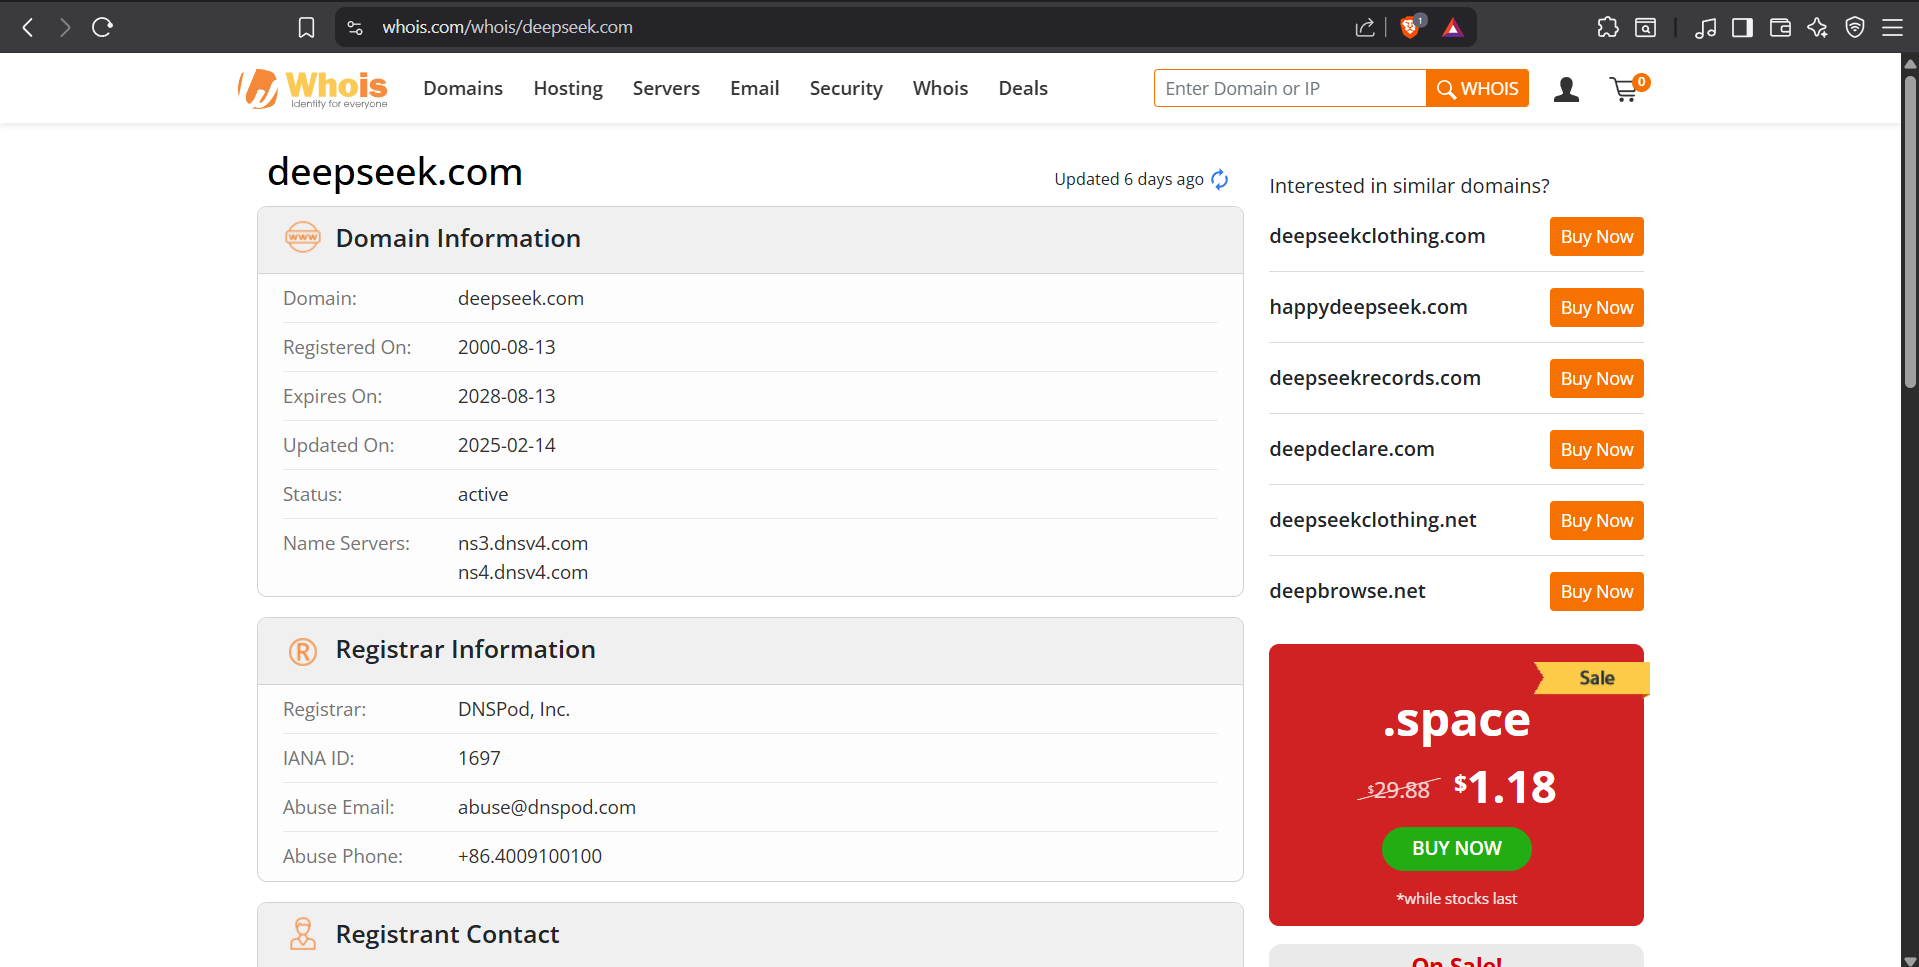 whois.com/whois/deepseek.com
1
Whois
Identity for everyone
Domains Hosting Servers Email Security Whois Deals
Enter Domain or IP
WHOIS
0
deepseek.com
Updated 6 days ago
www
Domain Information
Domain: deepseek.com
Registered On: 2000-08-13
Expires On: 2028-08-13
Updated On: 2025-02-14
Status: active
Name Servers: ns3.dnsv4.com
ns4.dnsv4.com
R
Registrar Information
Registrar: DNSPod, Inc.
IANA ID: 1697
Abuse Email: abuse@dnspod.com
Abuse Phone: +86.4009100100
Registrant Contact
Interested in similar domains?
deepseekclothing.com Buy Now
happydeepseek.com Buy Now
deepseekrecords.com Buy Now
deepdeclare.com Buy Now
deepseekclothing.net Buy Now
deepbrowse.net Buy Now
Sale
.space
$29.88 $1.18
BUY NOW
*while stocks last
On Sale!